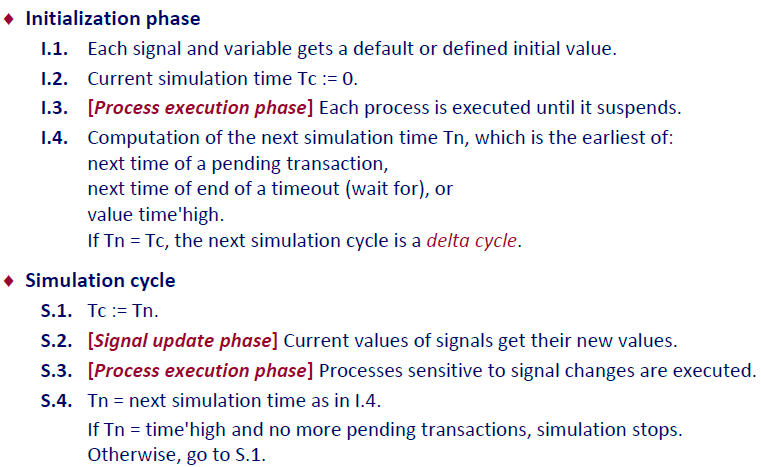 ♦ Initialization phase
I.1. Each signal and variable gets a default or defined initial value.
I.2. Current simulation time Tc := 0.
I.3. [Process execution phase] Each process is executed until it suspends.
I.4. Computation of the next simulation time Tn, which is the earliest of:
next time of a pending transaction,
next time of end of a timeout (wait for), or
value time'high.
If Tn = Tc, the next simulation cycle is a delta cycle.
♦ Simulation cycle
S.1. Tc := Tn.
S.2. [Signal update phase] Current values of signals get their new values.
S.3. [Process execution phase] Processes sensitive to signal changes are executed.
S.4. Tn = next simulation time as in I.4.
If Tn = time'high and no more pending transactions, simulation stops.
Otherwise, go to S.1.